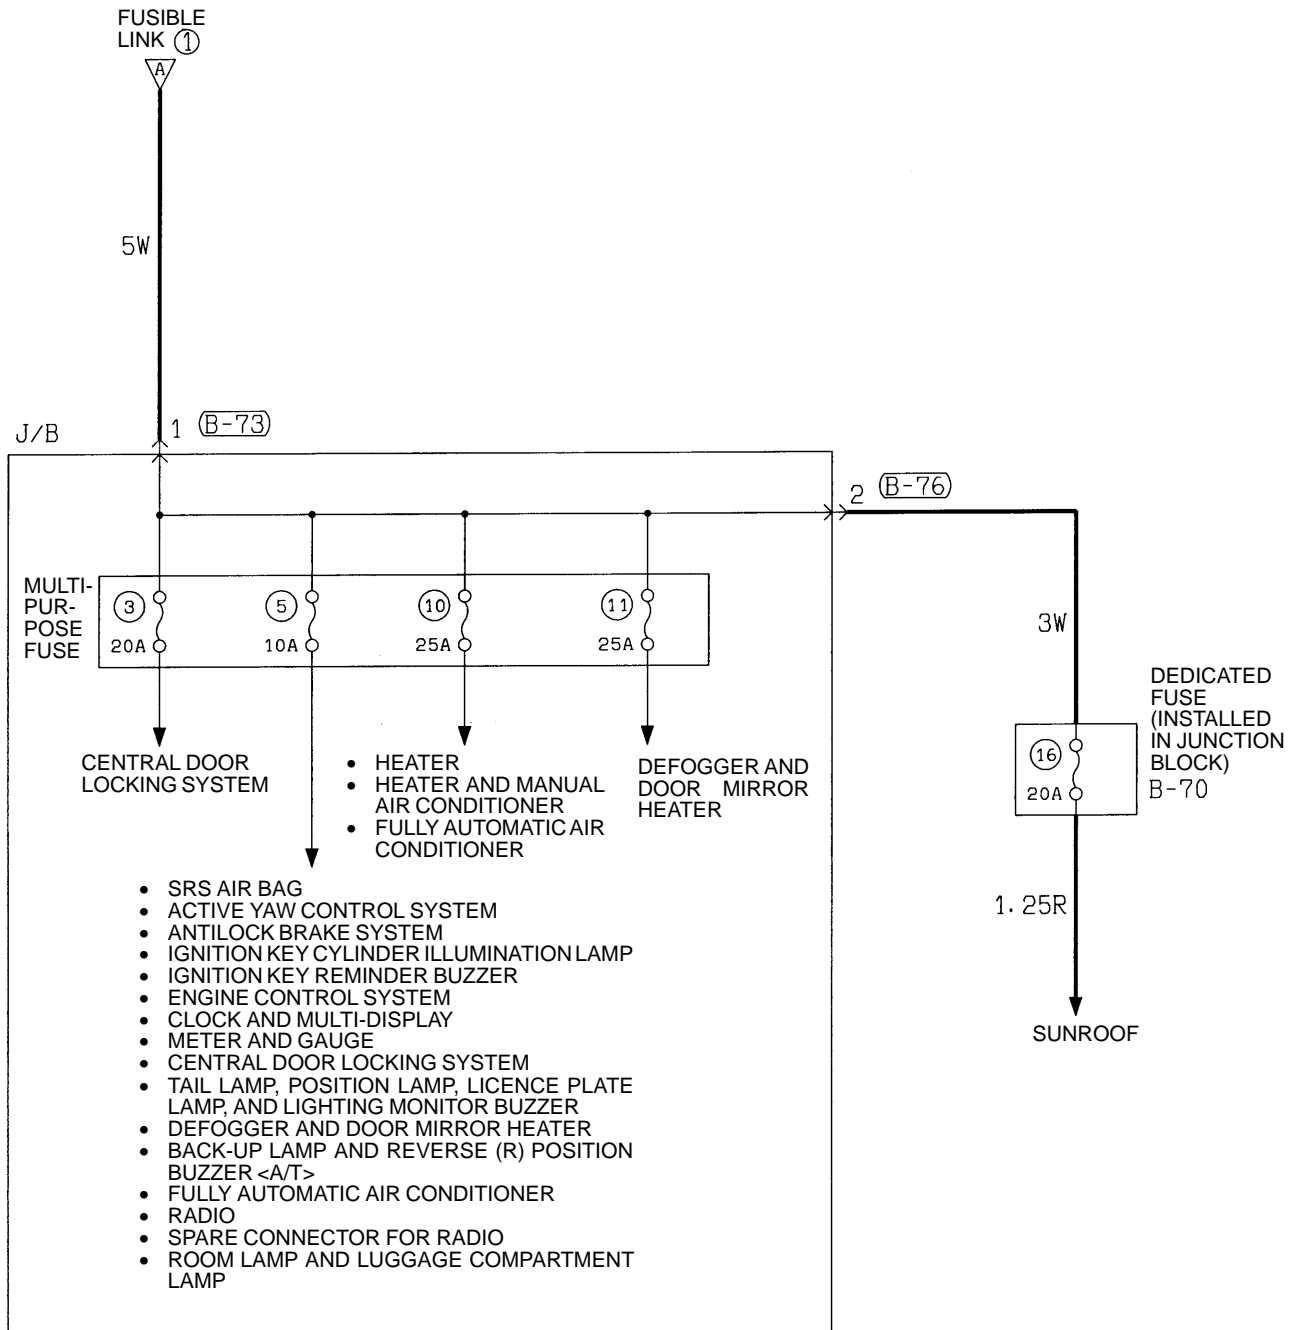 FUSIBLE
LINK ①
A
5W
J/B
1 B-73
2 B-76
MULTI-
PUR-
POSE
FUSE
3
20A
5
10A
10
25A
11
25A
3W
DEDICATED
FUSE
(INSTALLED
IN JUNCTION
BLOCK)
B-70
16
20A
CENTRAL DOOR
LOCKING SYSTEM
• HEATER
• HEATER AND MANUAL
AIR CONDITIONER
• FULLY AUTOMATIC AIR
CONDITIONER
DEFOGGER AND
DOOR MIRROR
HEATER
• SRS AIR BAG
• ACTIVE YAW CONTROL SYSTEM
• ANTILOCK BRAKE SYSTEM
• IGNITION KEY CYLINDER ILLUMINATION LAMP
• IGNITION KEY REMINDER BUZZER
• ENGINE CONTROL SYSTEM
• CLOCK AND MULTI-DISPLAY
• METER AND GAUGE
• CENTRAL DOOR LOCKING SYSTEM
• TAIL LAMP, POSITION LAMP, LICENCE PLATE
LAMP, AND LIGHTING MONITOR BUZZER
• DEFOGGER AND DOOR MIRROR HEATER
• BACK-UP LAMP AND REVERSE (R) POSITION
BUZZER <A/T>
• FULLY AUTOMATIC AIR CONDITIONER
• RADIO
• SPARE CONNECTOR FOR RADIO
• ROOM LAMP AND LUGGAGE COMPARTMENT
LAMP
1.25R
SUNROOF